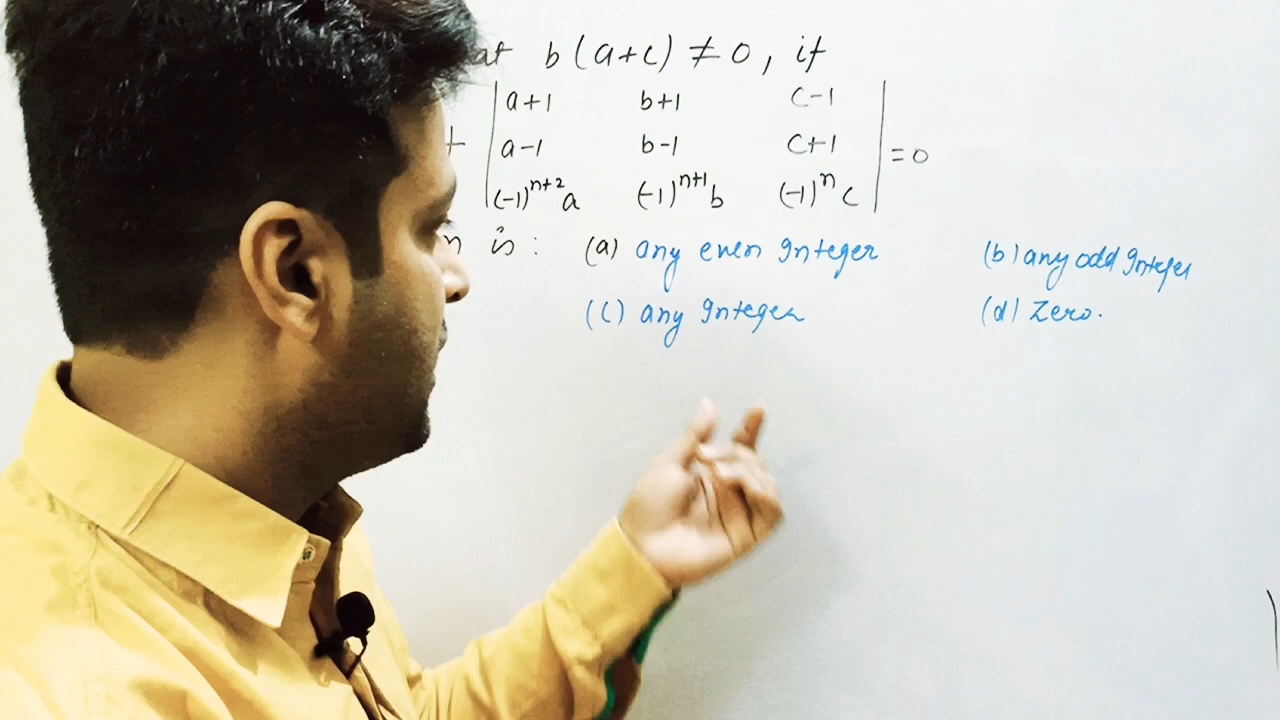 at b(a+c) ≠ 0, if
a+1 b+1 c-1
+ a-1 b-1 c+1 =0
(-1)^{n+2}a (-1)^{n+1}b (-1)^{n}c
n is: (a) any even Integer (b) any odd Integer
(c) any Integer (d) Zero.